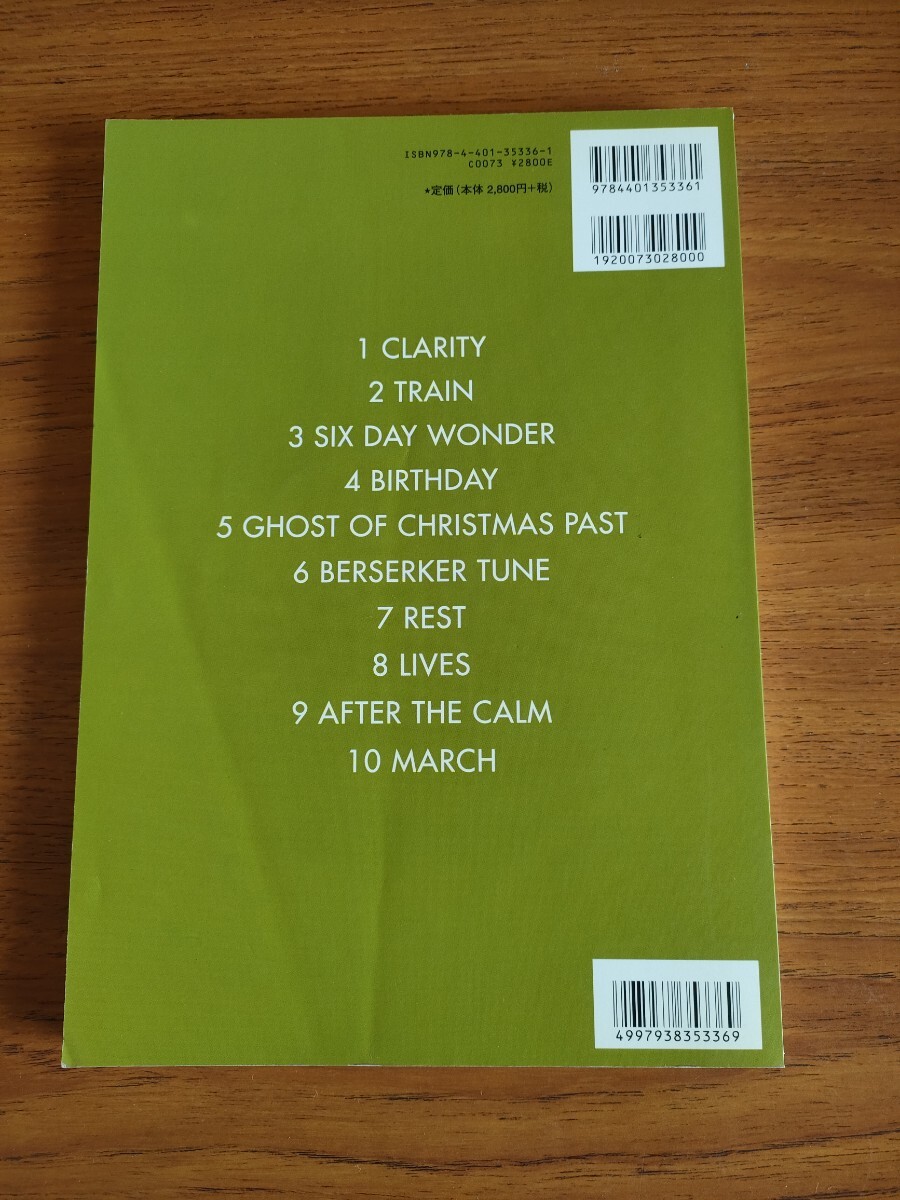 ISBN978-4-401-35336-1
C0073 ¥2800E
*定価(本体 2,800円+税)
9784401353361
1920073028000
1 CLARITY
2 TRAIN
3 SIX DAY WONDER
4 BIRTHDAY
5 GHOST OF CHRISTMAS PAST
6 BERSERKER TUNE
7 REST
8 LIVES
9 AFTER THE CALM
10 MARCH
4997938353369